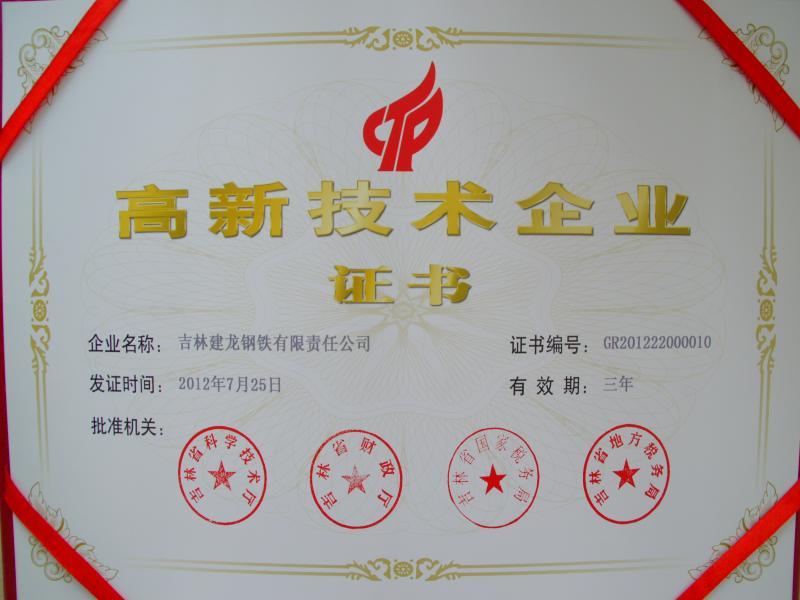 CTP
高新技术企业
证书
企业名称: 吉林建龙钢铁有限责任公司
证书编号: GR201222000010
发证时间: 2012年7月25日
有效期: 三年
批准机关:
吉林省科学技术厅
吉林省财政厅
吉林省国家税务局
吉林省地方税务局